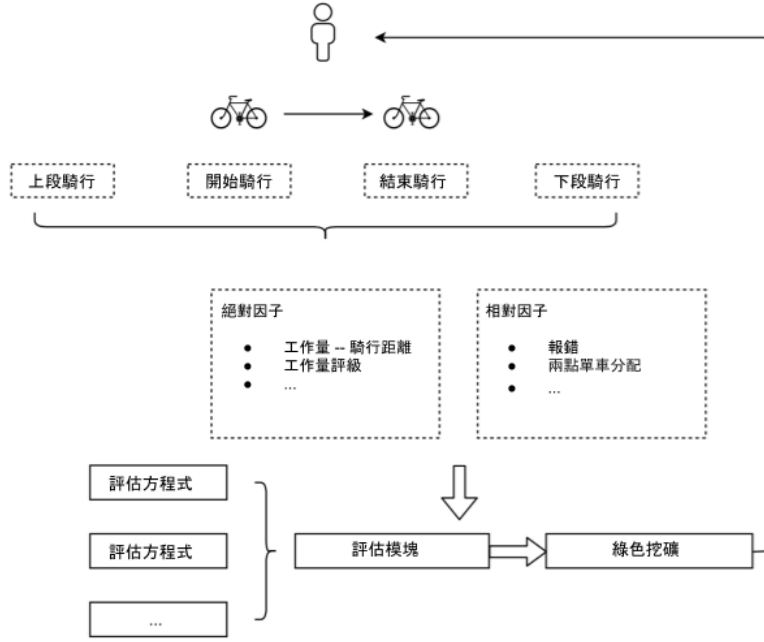 上段騎行
開始騎行
結束騎行
下段騎行
絕對因子
● 工作量 -- 騎行距離
● 工作量評級
● ...
相對因子
● 報錯
● 兩點單車分配
● ...
評估方程式
評估方程式
...
評估模塊
綠色挖礦